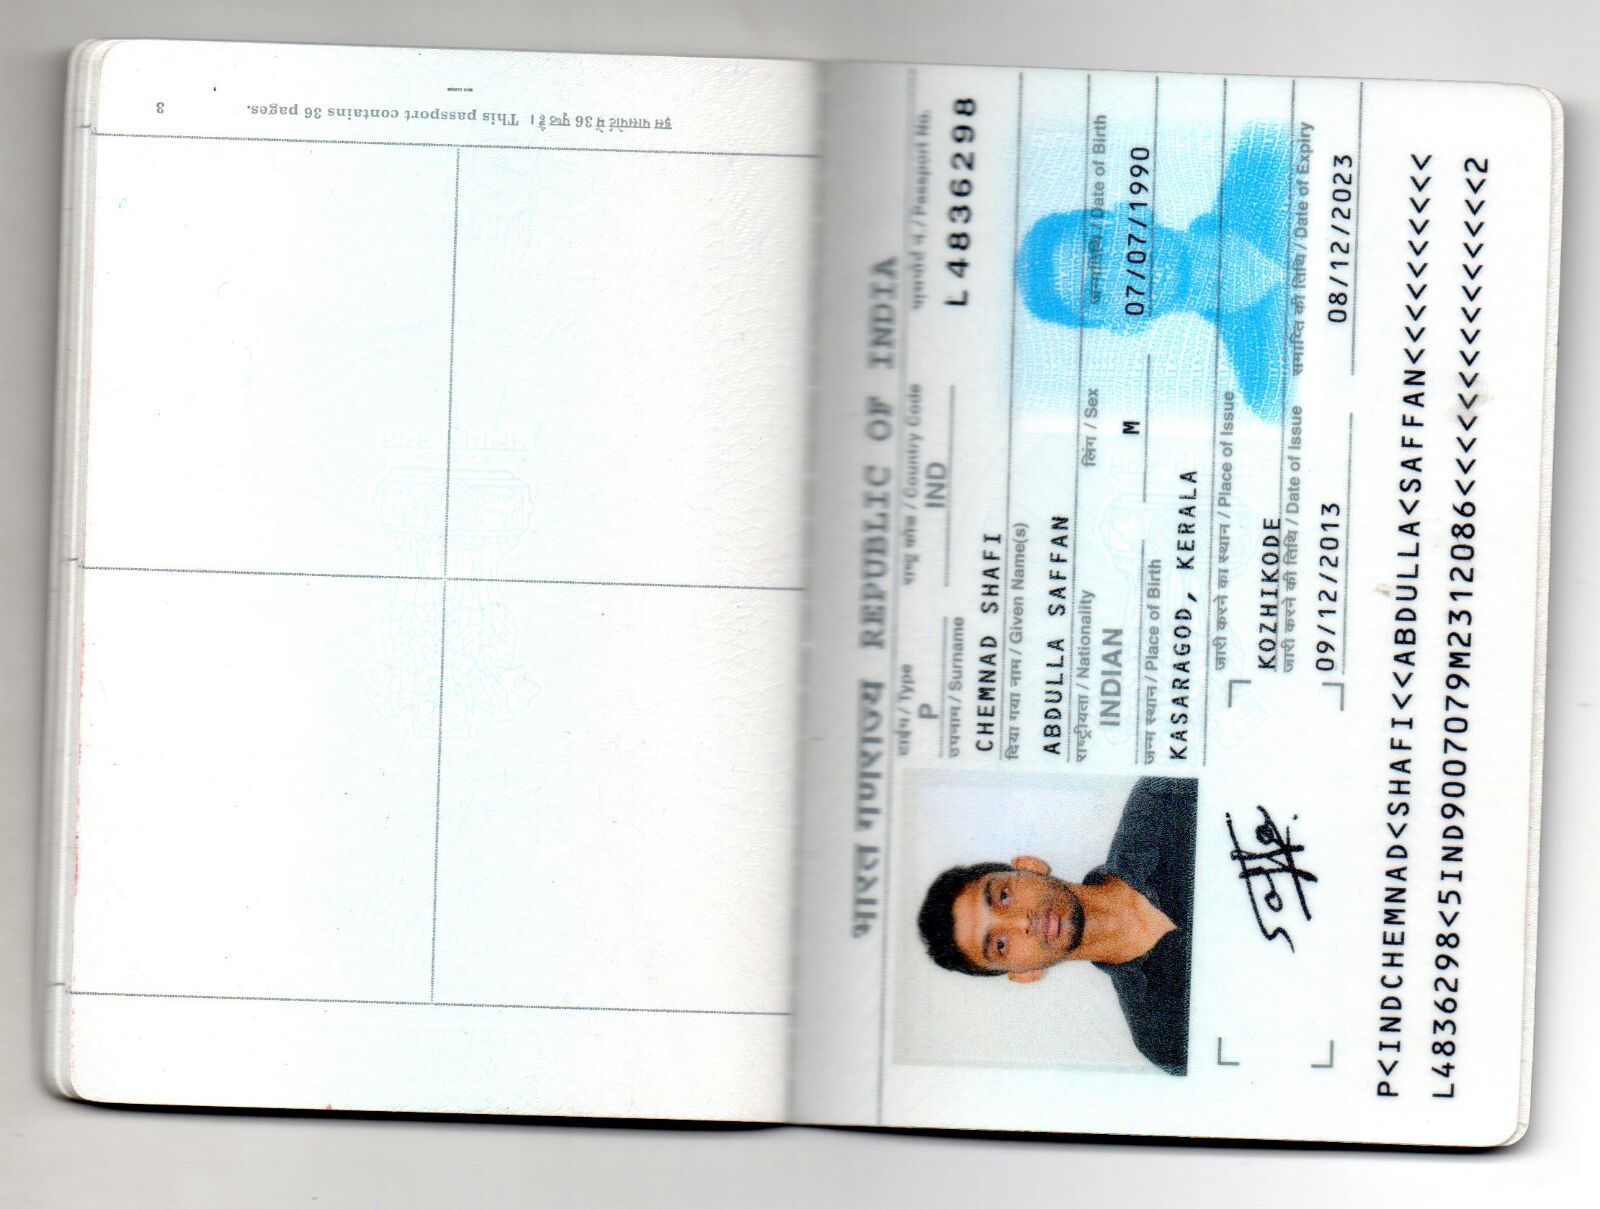 इस पासपोर्ट में 36 पृष्ठ हैं। This passport contains 36 pages. 3
भारत गणराज्य REPUBLIC OF INDIA
टाईप / Type राष्ट्र कोड / Country Code पासपोर्ट नं. / Passport No.
P IND L4836298
उपनाम / Surname
CHEMNAD SHAFI
दिया गया नाम / Given Name(s)
ABDULLA SAFFAN
राष्ट्रीयता / Nationality लिंग / Sex जन्मतिथि / Date of Birth
INDIAN M 07/07/1990
जन्म स्थान / Place of Birth
KASARAGOD, KERALA
जारी करने का स्थान / Place of Issue
KOZHIKODE
जारी करने की तिथि / Date of Issue समाप्ति की तिथि / Date of Expiry
09/12/2013 08/12/2023
P<INDCHEMNAD<SHAFI<<ABDULLA<SAFFAN<<<<<<<<<<
L4836298<5IND9007079M2312086<<<<<<<<<<<<<<<2